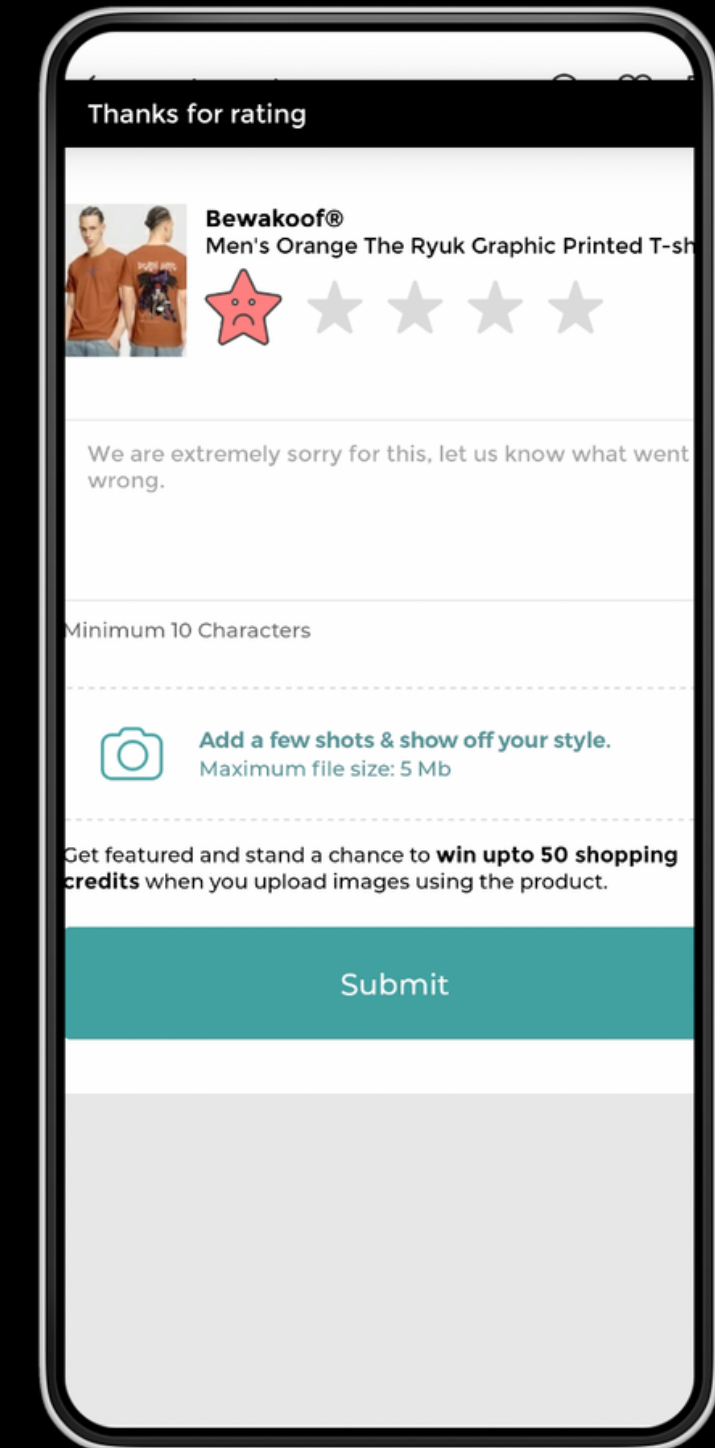 Thanks for rating
Bewakoof®
Men's Orange The Ryuk Graphic Printed T-sh
We are extremely sorry for this, let us know what went
wrong.
Minimum 10 Characters
Add a few shots & show off your style.
Maximum file size: 5 Mb
Get featured and stand a chance to win upto 50 shopping
credits when you upload images using the product.
Submit